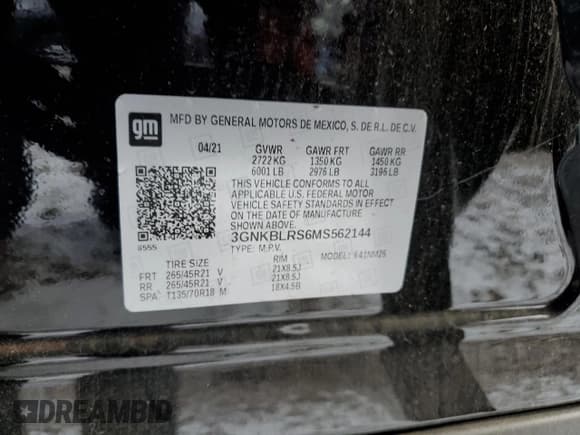 gm MFD BY GENERAL MOTORS DE MEXICO, S. DE R.L. DE C.V.
04/21 GVWR GAWR FRT GAWR RR
2722 KG 1350 KG 1450 KG
6001 LB 2976 LB 3196 LB
THIS VEHICLE CONFORMS TO ALL
APPLICABLE U.S. FEDERAL MOTOR
VEHICLE SAFETY STANDARDS IN EFFECT
ON THE DATE OF MANUFACTURE
SHOWN ABOVE.
3GNKBLRS6MS562144
TYPE: M.P.V. MODEL:
TIRE SIZE RIM
FRT 265/45R21 V 21X8.5J
RR 265/45R21 V 21X8.5J
SPA T135/70R18 M 18X4.5B
DREAMBID